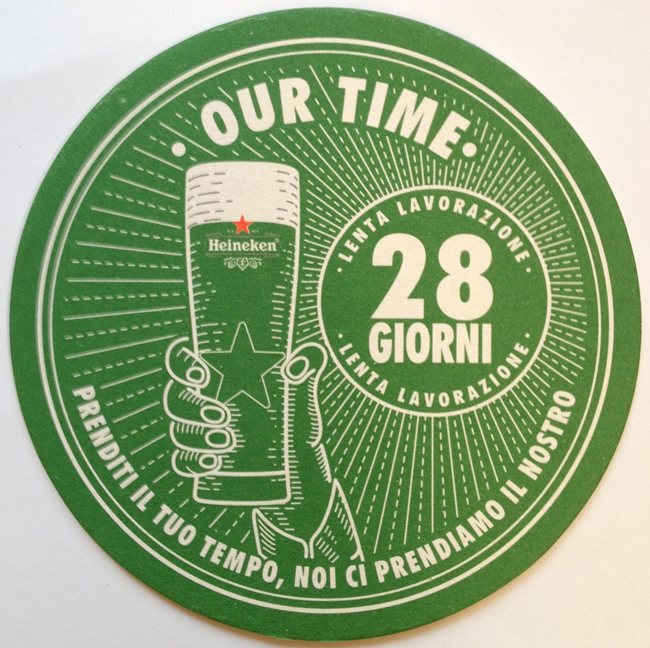 • OUR TIME •
Heineken
• LENTA LAVORAZIONE •
28
GIORNI
• LENTA LAVORAZIONE •
PRENDITI IL TUO TEMPO, NOI CI PRENDIAMO IL NOSTRO